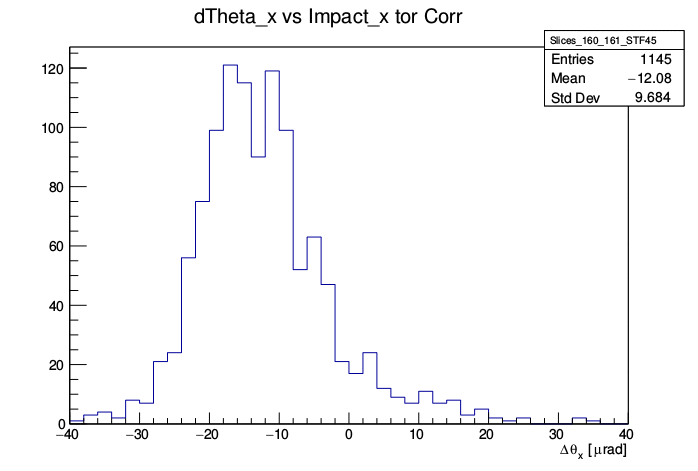 dTheta_x vs Impact_x tor Corr
Slices_160_161_STF45
Entries 1145
Mean −12.08
Std Dev 9.684
120
100
80
60
40
20
0
−40 −30 −20 −10 0 10 20 30 40
Δθx [μrad]